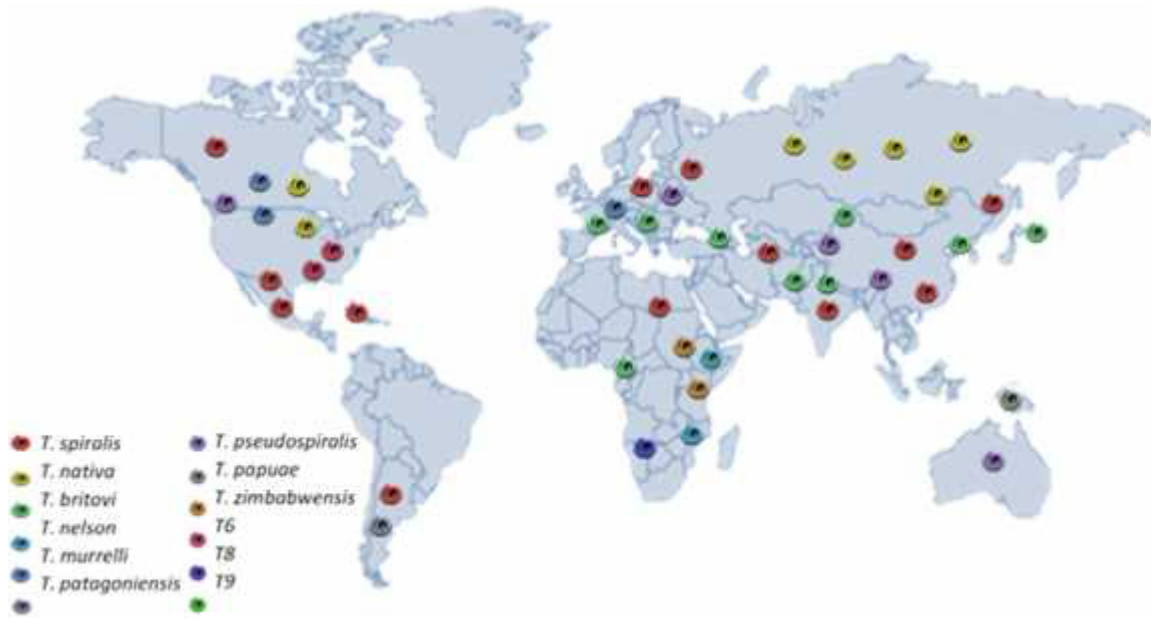 T. spiralis
T. nativa
T. britovi
T. nelson
T. murrelli
T. patagoniensis
T. pseudospiralis
T. papuae
T. zimbabwensis
T6
T8
T9